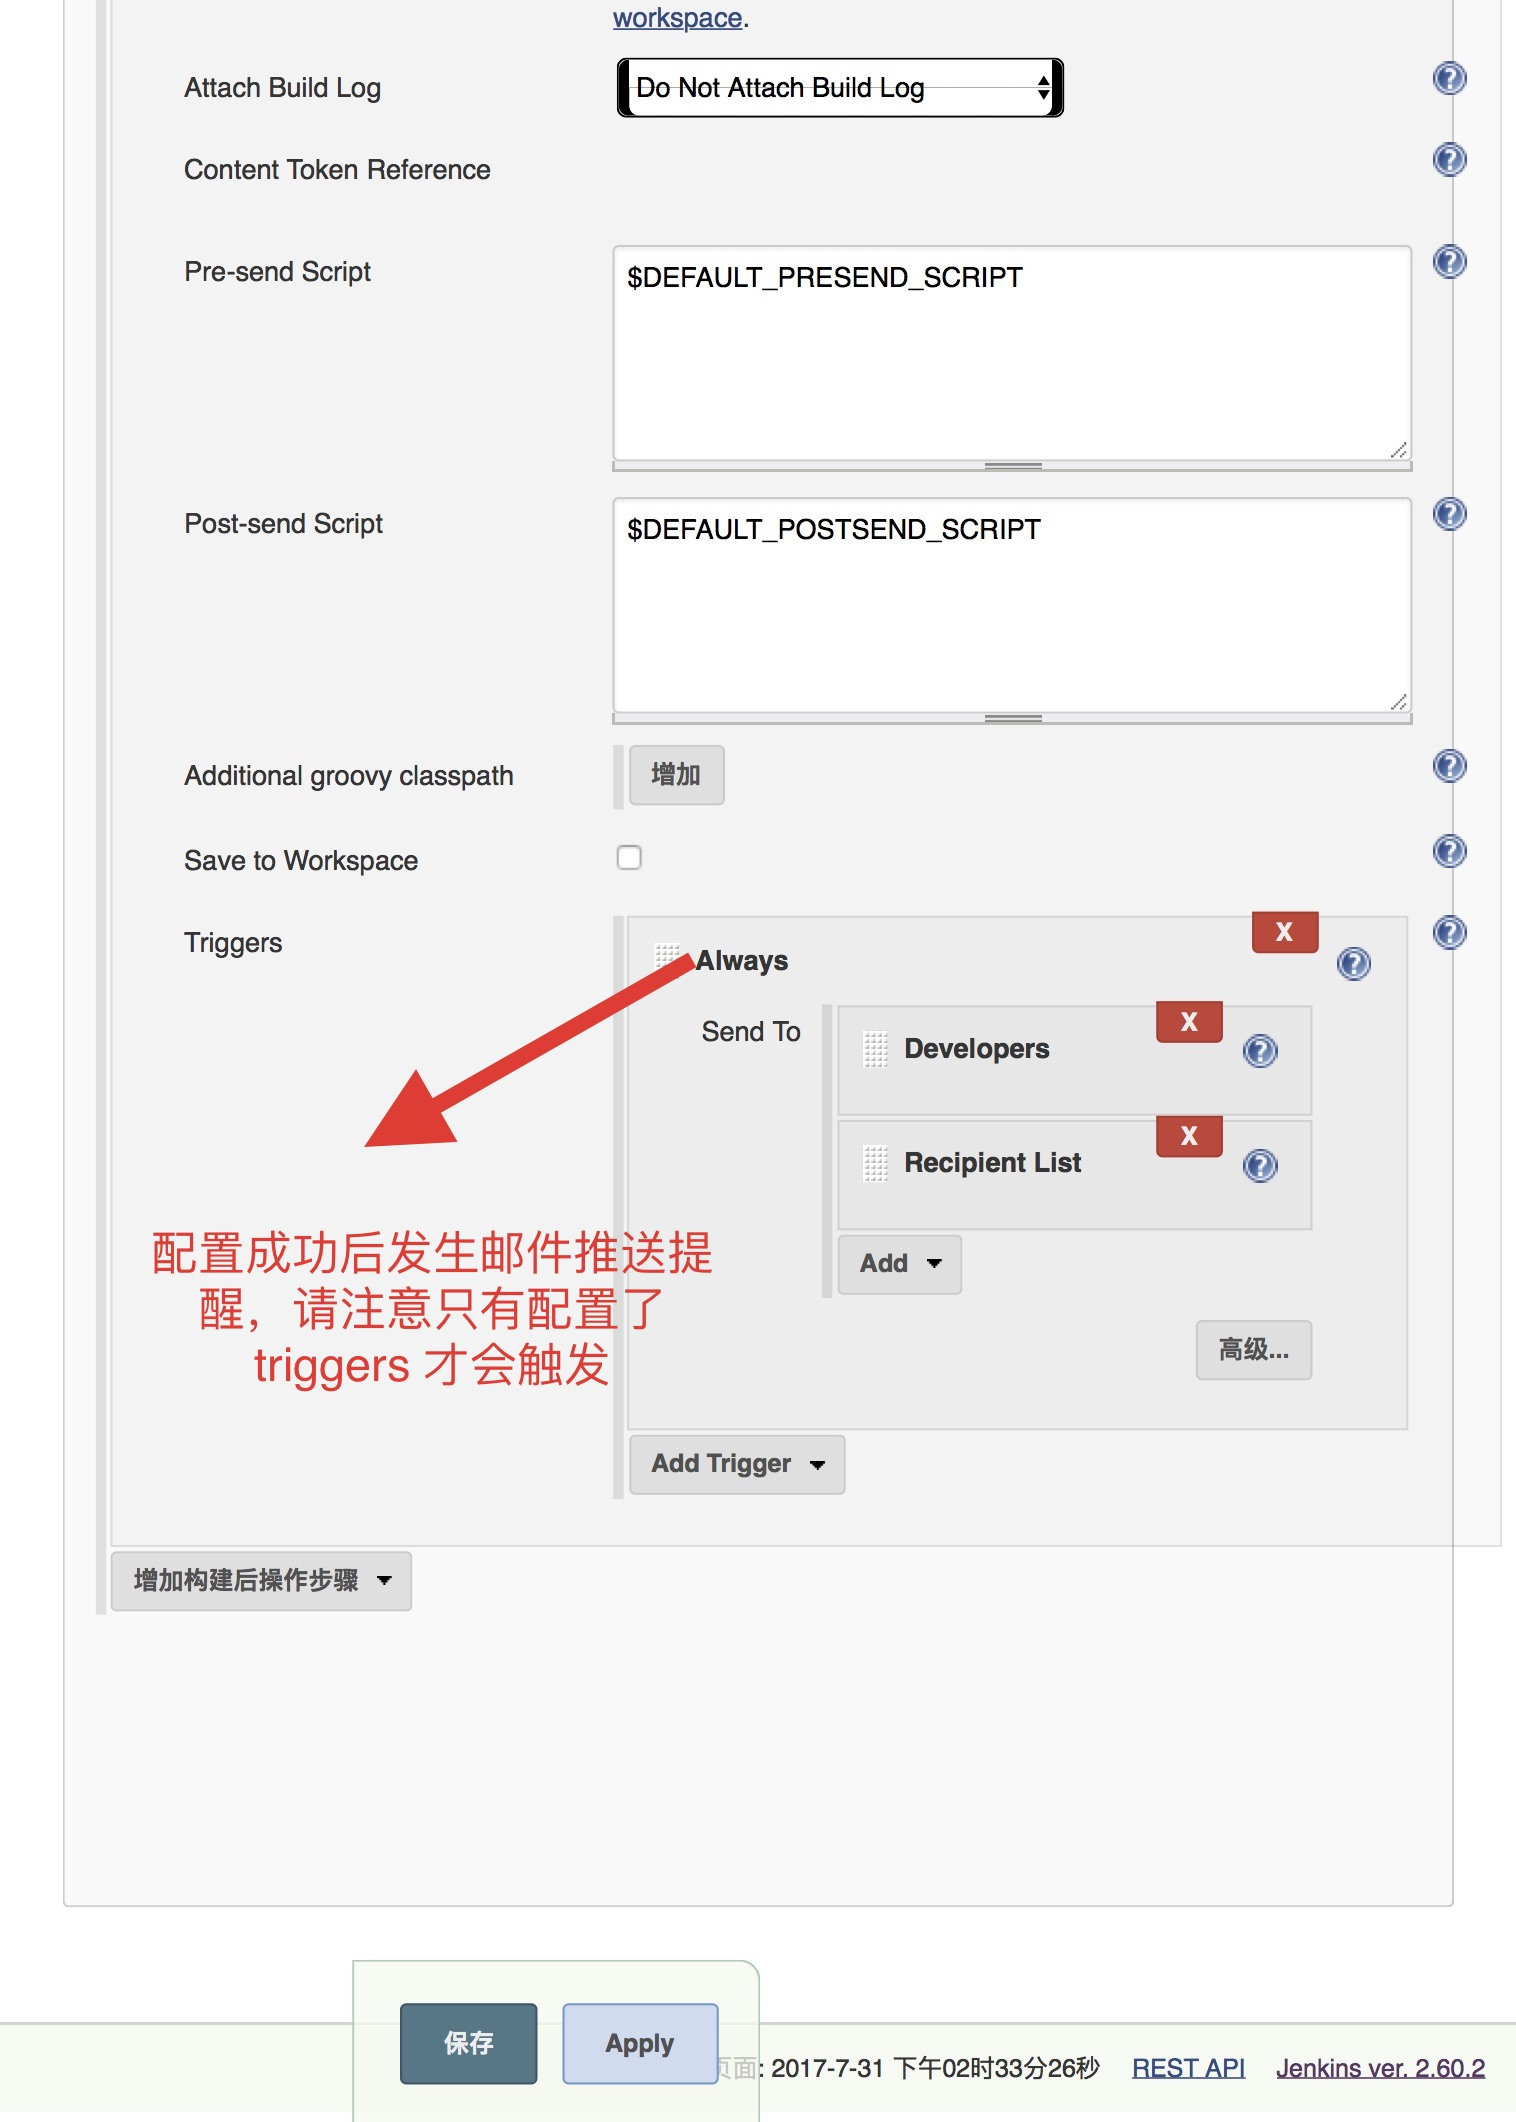 workspace.
Attach Build Log
Do Not Attach Build Log
Content Token Reference
Pre-send Script
$DEFAULT_PRESEND_SCRIPT
Post-send Script
$DEFAULT_POSTSEND_SCRIPT
Additional groovy classpath
增加
Save to Workspace
Triggers
X
Always
Send To
X
Developers
X
Recipient List
Add
高级...
配置成功后发生邮件推送提
醒，请注意只有配置了
triggers 才会触发
Add Trigger
增加构建后操作步骤
保存
Apply
页面: 2017-7-31 下午02时33分26秒
REST API
Jenkins ver. 2.60.2